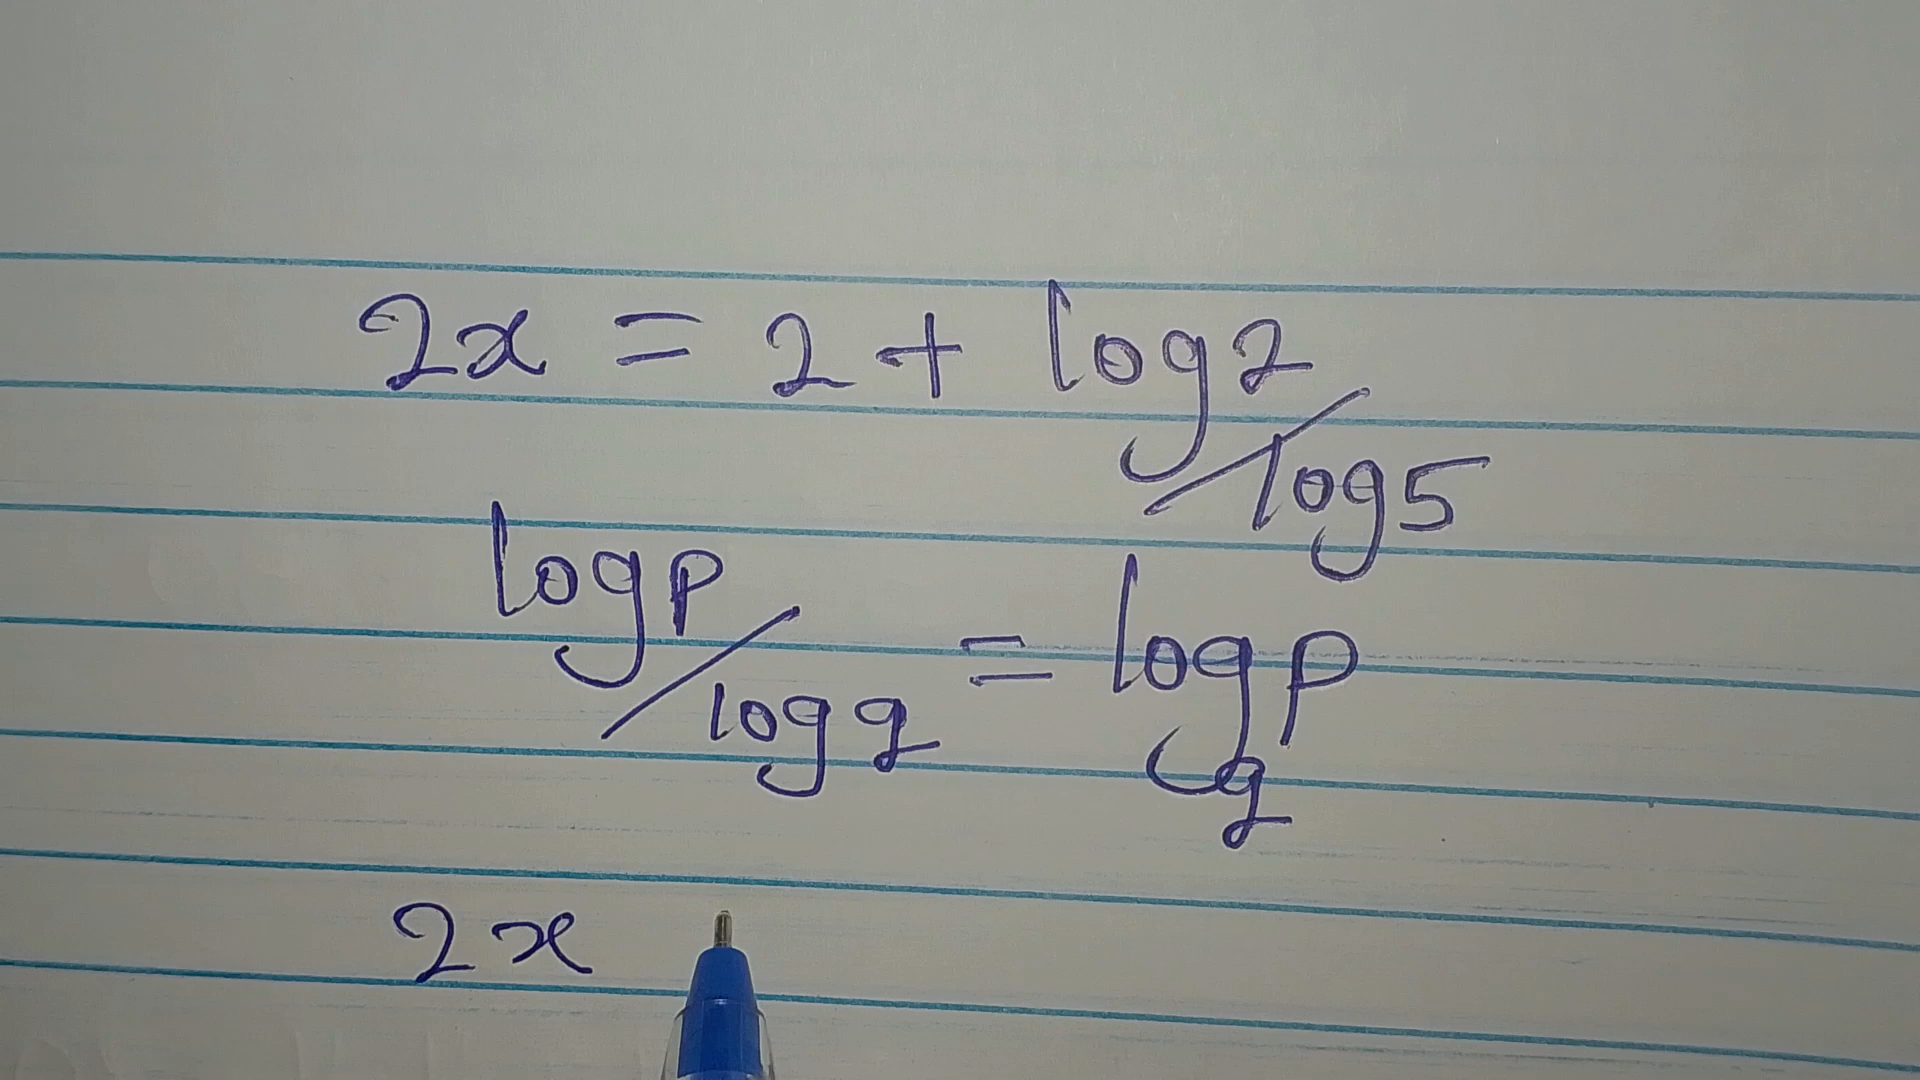 2x = 2 + log2/log5
logp/logq = log_q p
2x